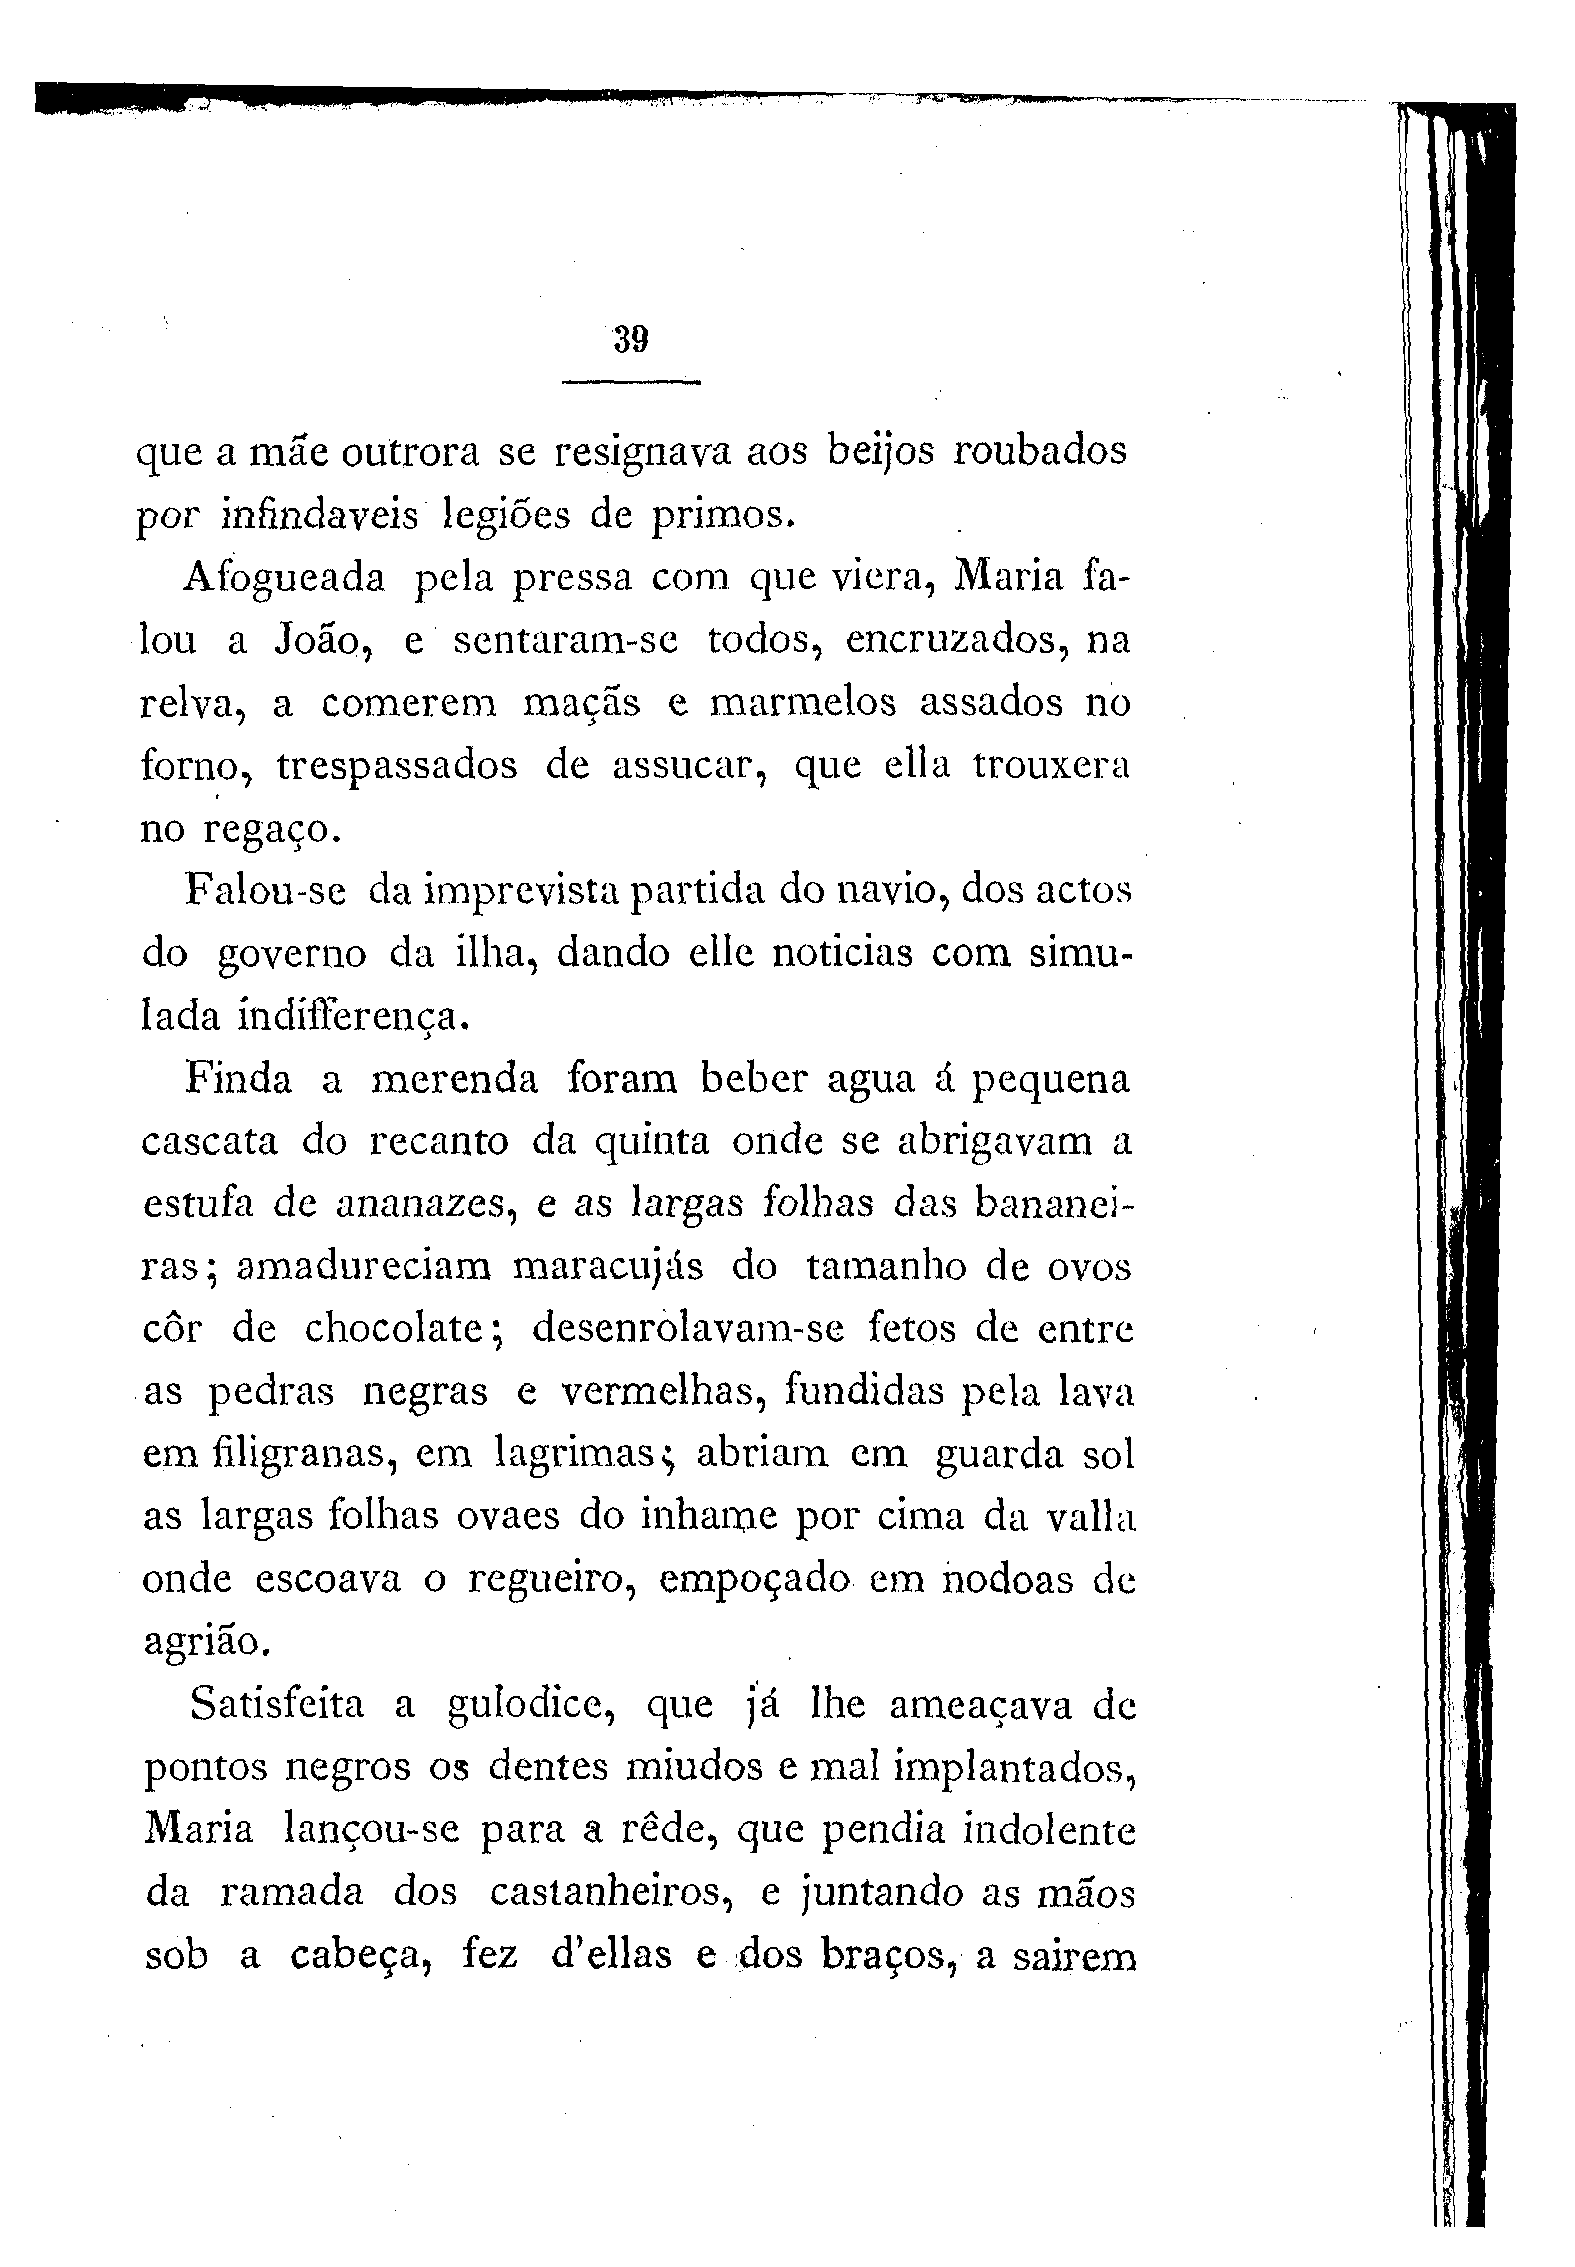 39
que a mãe outrora se resignava aos beijos roubados
por infindaveis legiões de primos.
Afogueada pela pressa com que viera, Maria fa-
lou a João, e sentaram-se todos, encruzados, na
relva, a comerem maçãs e marmelos assados no
forno, trespassados de assucar, que ella trouxera
no regaço.
Falou-se da imprevista partida do navio, dos actos
do governo da ilha, dando elle noticias com simu-
lada indifferença.
Finda a merenda foram beber agua á pequena
cascata do recanto da quinta onde se abrigavam a
estufa de ananazes, e as largas folhas das bananei-
ras; amadureciam maracujás do tamanho de ovos
côr de chocolate; desenrolavam-se fetos de entre
as pedras negras e vermelhas, fundidas pela lava
em filigranas, em lagrimas; abriam em guarda sol
as largas folhas ovaes do inhame por cima da valla
onde escoava o regueiro, empoçado em nodoas de
agrião.
Satisfeita a gulodice, que já lhe ameaçava de
pontos negros os dentes miudos e mal implantados,
Maria lançou-se para a rêde, que pendia indolente
da ramada dos castanheiros, e juntando as mãos
sob a cabeça, fez d'ellas e dos braços, a sairem